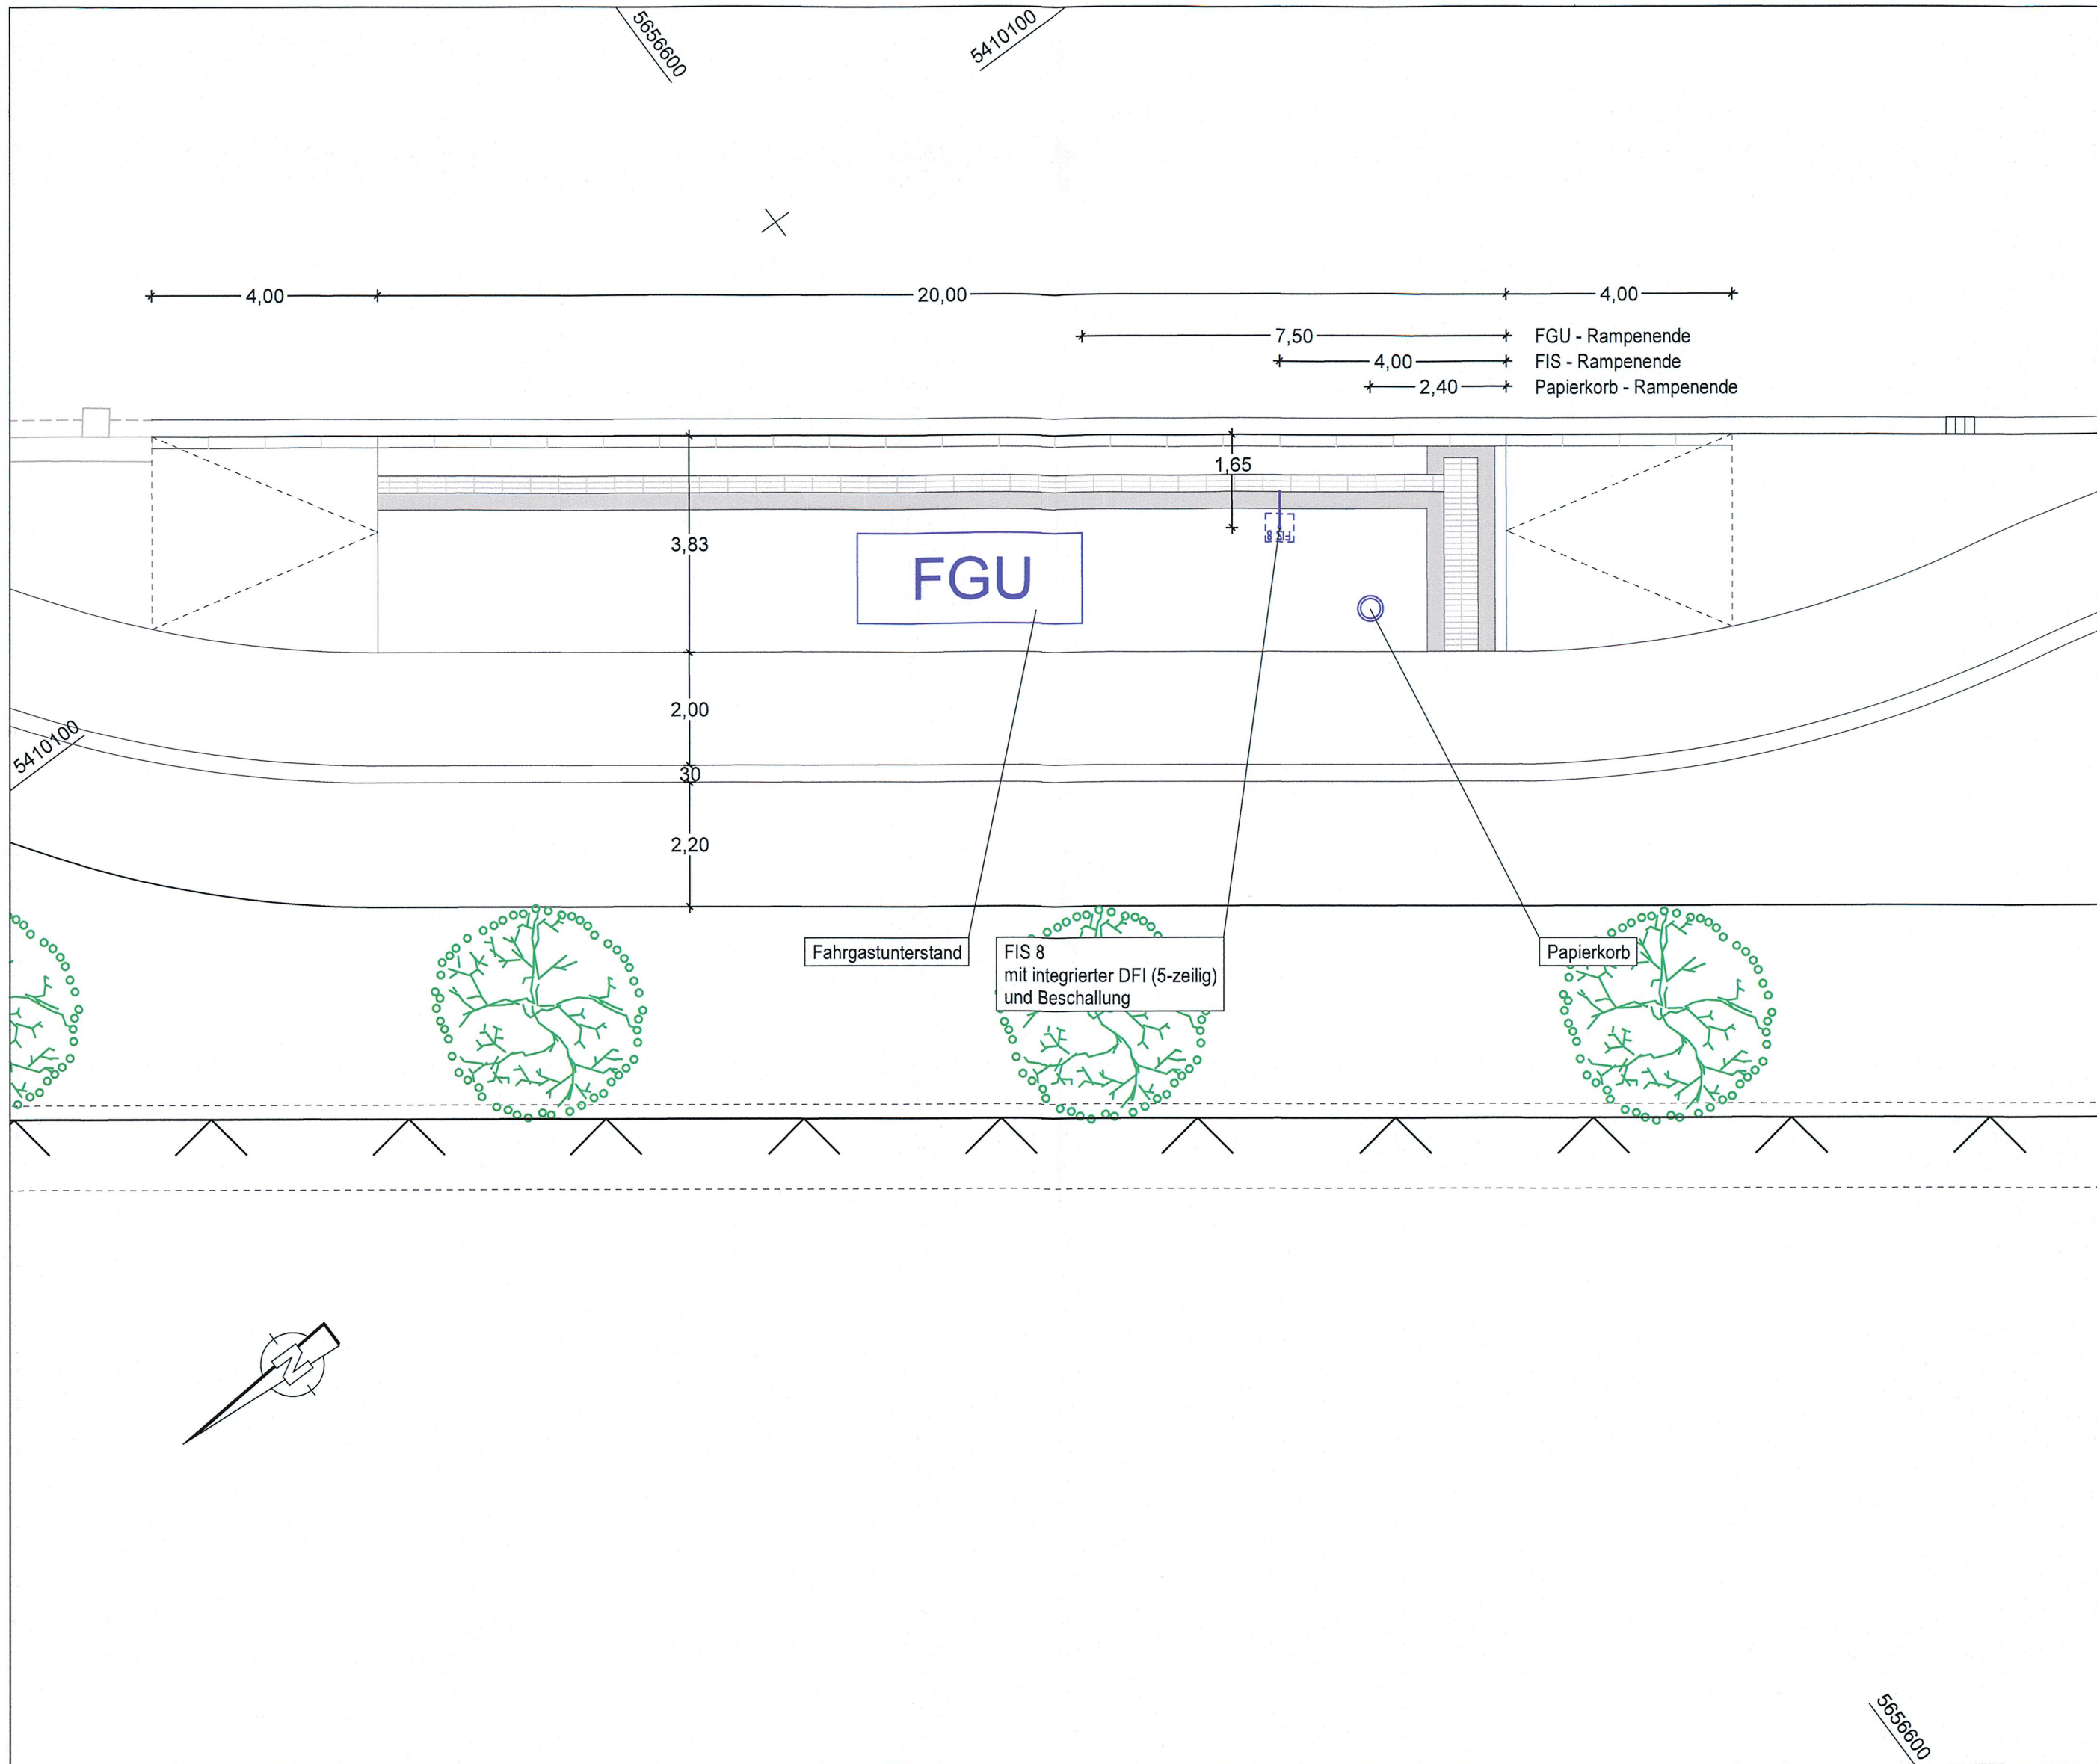 5656600
5410100
4,00
20,00
4,00
7,50
FGU - Rampenende
4,00
FIS - Rampenende
2,40
Papierkorb - Rampenende
1,65
3,83
FGU
FIS 8
2,00
5410100
30
2,20
Fahrgastunterstand
FIS 8
mit integrierter DFI (5-zeilig)
und Beschallung
Papierkorb
N
5656600